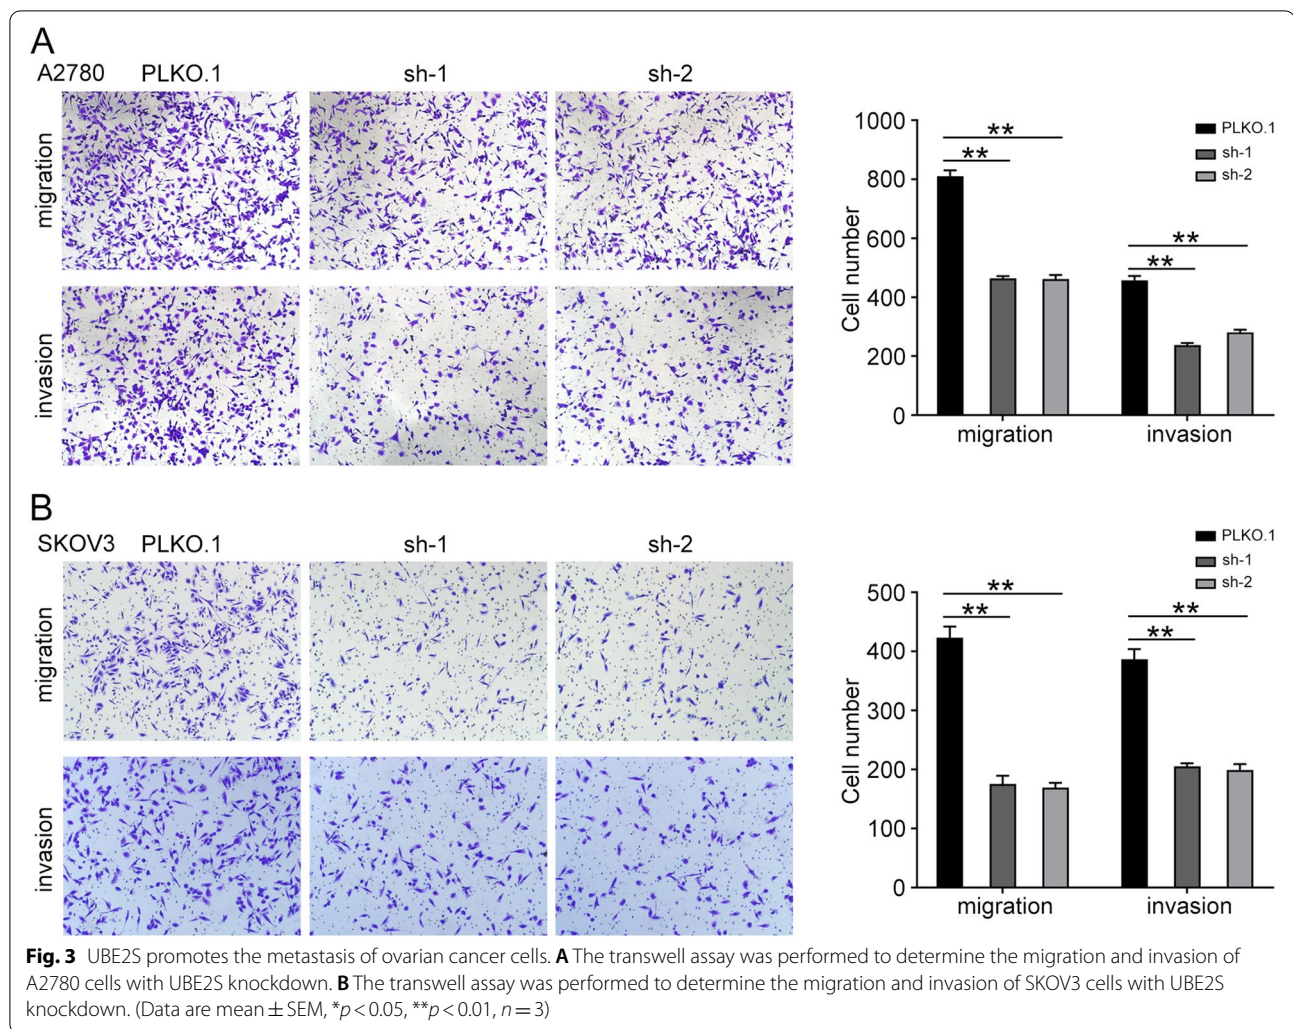 A
A2780 PLKO.1 sh-1 sh-2
migration
invasion
1000
800
600
400
200
0
Cell number
** **
** **
PLKO.1
sh-1
sh-2
migration invasion
B
SKOV3 PLKO.1 sh-1 sh-2
migration
invasion
500
400
300
200
100
0
Cell number
** **
** **
PLKO.1
sh-1
sh-2
migration invasion
Fig. 3 UBE2S promotes the metastasis of ovarian cancer cells. A The transwell assay was performed to determine the migration and invasion of
A2780 cells with UBE2S knockdown. B The transwell assay was performed to determine the migration and invasion of SKOV3 cells with UBE2S
knockdown. (Data are mean ± SEM, *p < 0.05, **p < 0.01, n = 3)